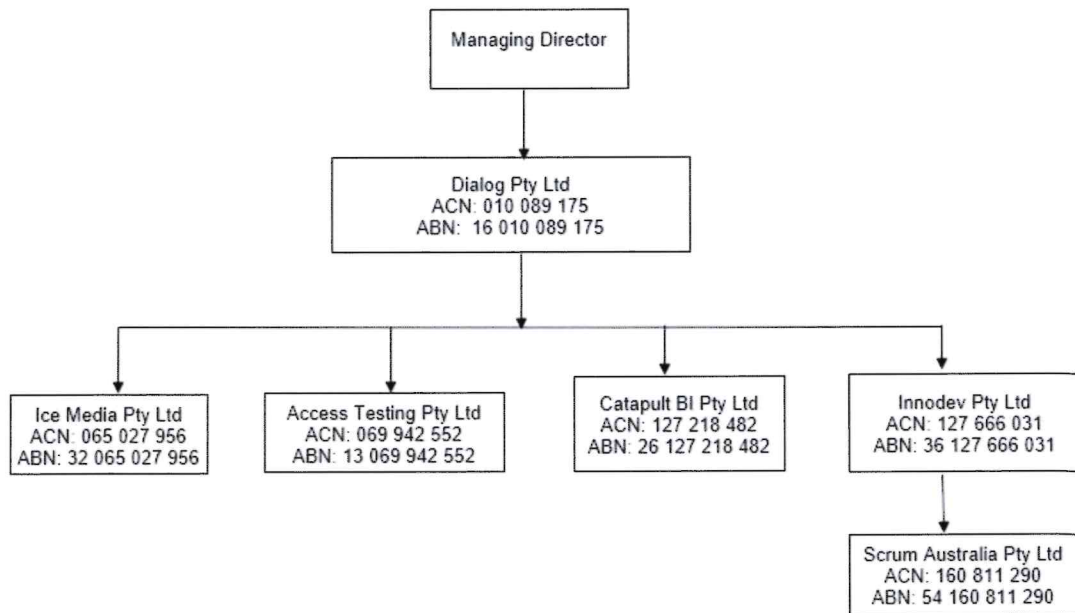 Managing Director
Dialog Pty Ltd
ACN: 010 089 175
ABN: 16 010 089 175
Ice Media Pty Ltd
ACN: 065 027 956
ABN: 32 065 027 956
Access Testing Pty Ltd
ACN: 069 942 552
ABN: 13 069 942 552
Catapult BI Pty Ltd
ACN: 127 218 482
ABN: 26 127 218 482
Innodev Pty Ltd
ACN: 127 666 031
ABN: 36 127 666 031
Scrum Australia Pty Ltd
ACN: 160 811 290
ABN: 54 160 811 290